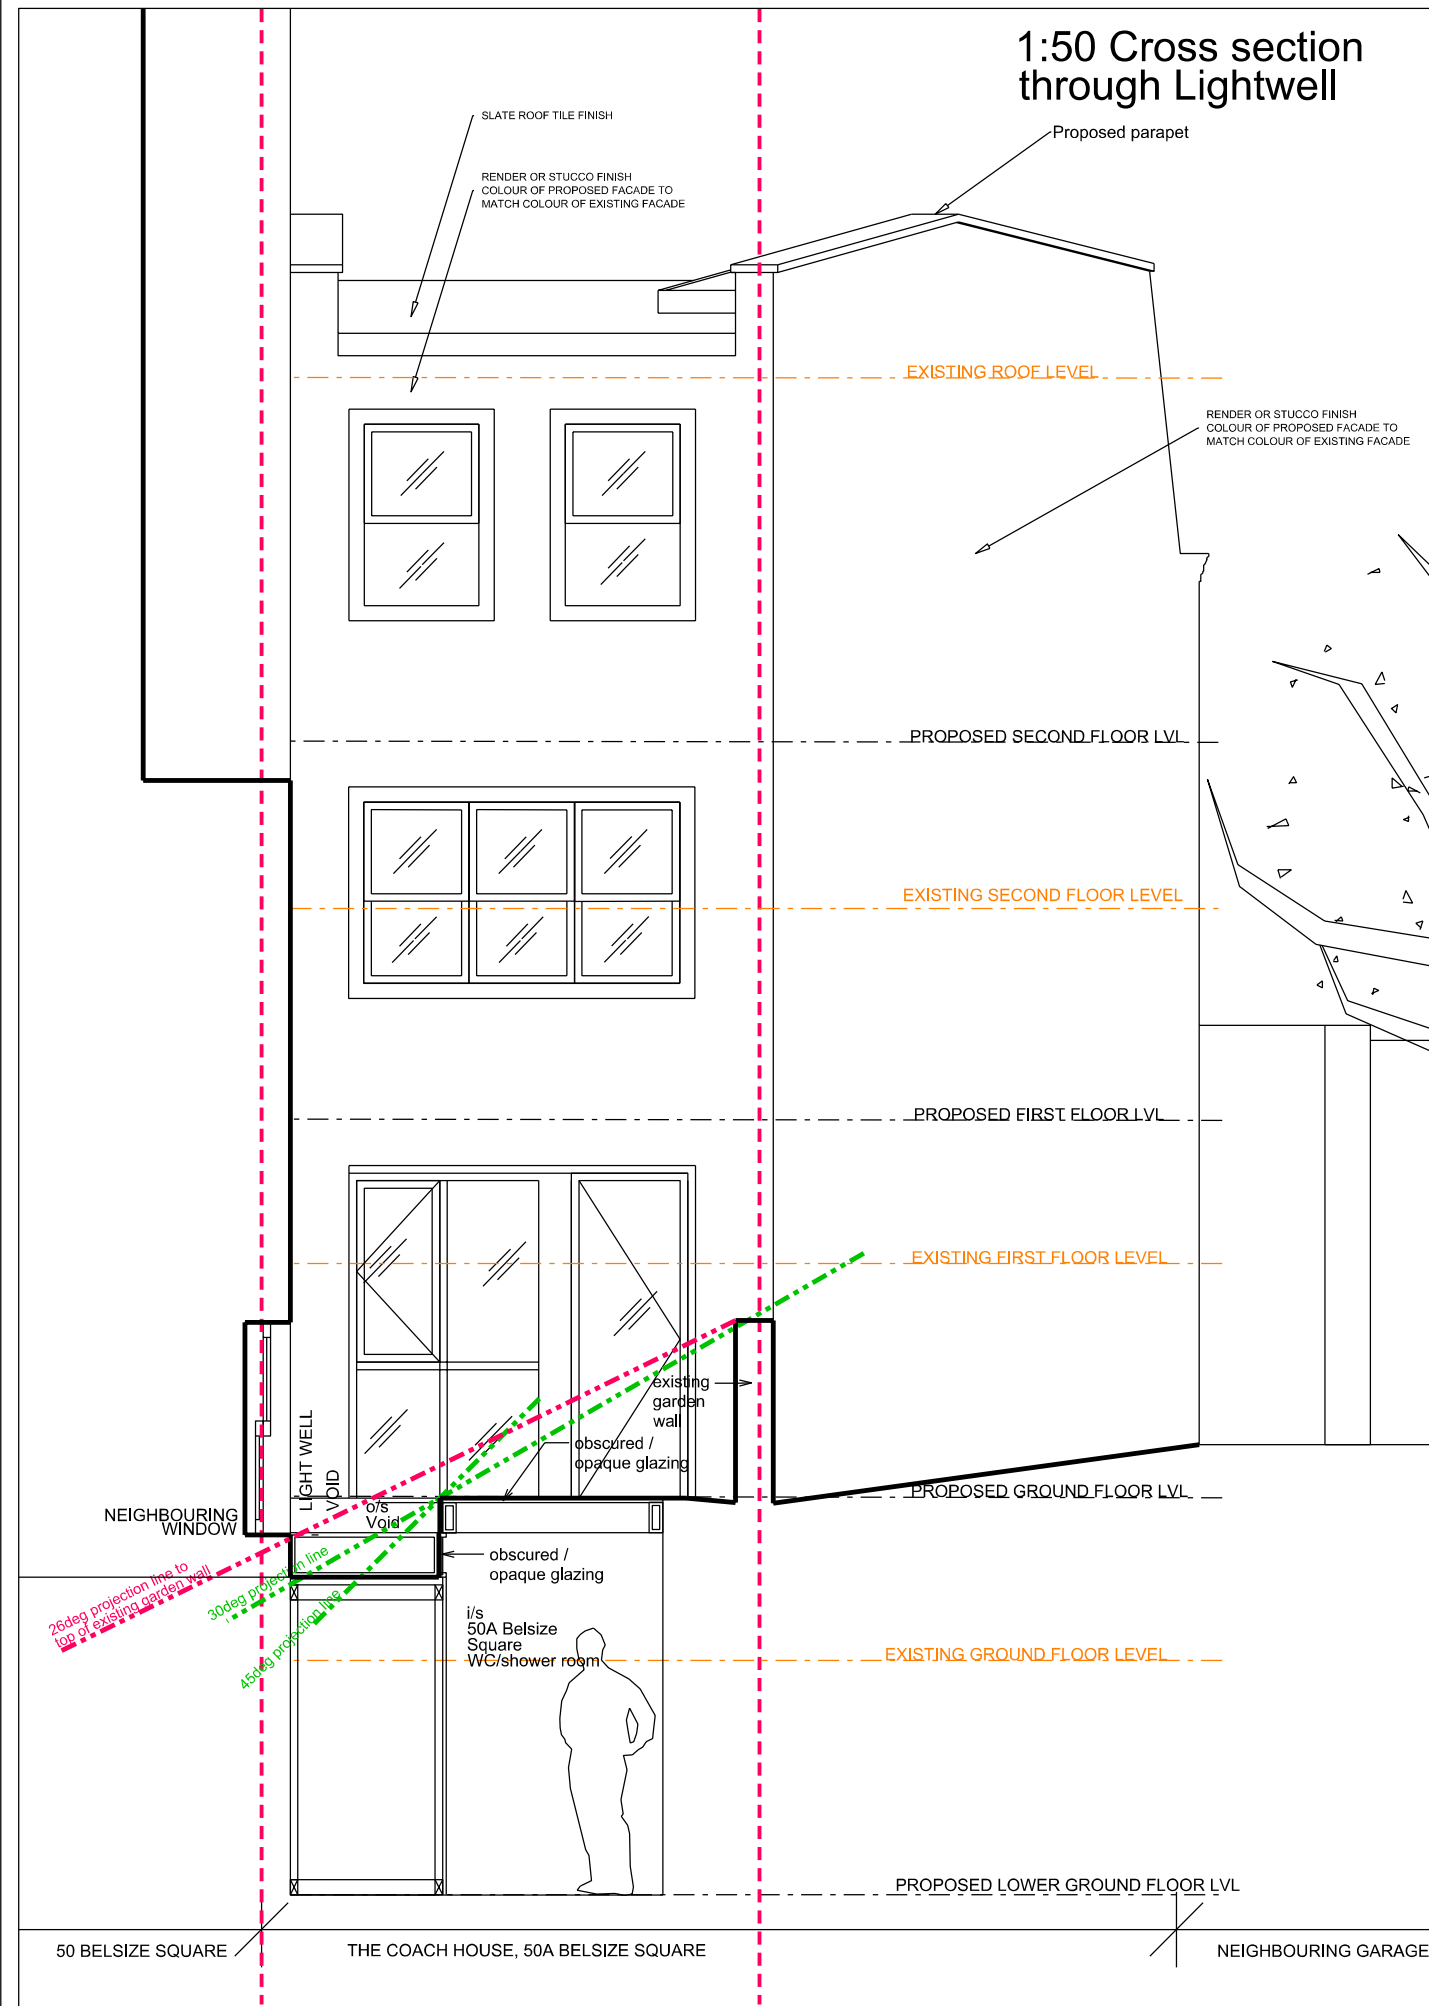 1:50 Cross section
through Lightwell
SLATE ROOF TILE FINISH
Proposed parapet
RENDER OR STUCCO FINISH
COLOUR OF PROPOSED FACADE TO
MATCH COLOUR OF EXISTING FACADE
EXISTING ROOF LEVEL
RENDER OR STUCCO FINISH
COLOUR OF PROPOSED FACADE TO
MATCH COLOUR OF EXISTING FACADE
PROPOSED SECOND FLOOR LVL
EXISTING SECOND FLOOR LEVEL
PROPOSED FIRST FLOOR LVL
EXISTING FIRST FLOOR LEVEL
existing
garden
wall
obscured /
opaque glazing
LIGHT WELL
VOID
o/s
Void
PROPOSED GROUND FLOOR LVL
NEIGHBOURING
WINDOW
obscured /
opaque glazing
26deg projection line to
top of existing garden wall
30deg projection line
45deg projection line
i/s
50A Belsize
Square
WC/shower room
EXISTING GROUND FLOOR LEVEL
PROPOSED LOWER GROUND FLOOR LVL
50 BELSIZE SQUARE
THE COACH HOUSE, 50A BELSIZE SQUARE
NEIGHBOURING GARAGE